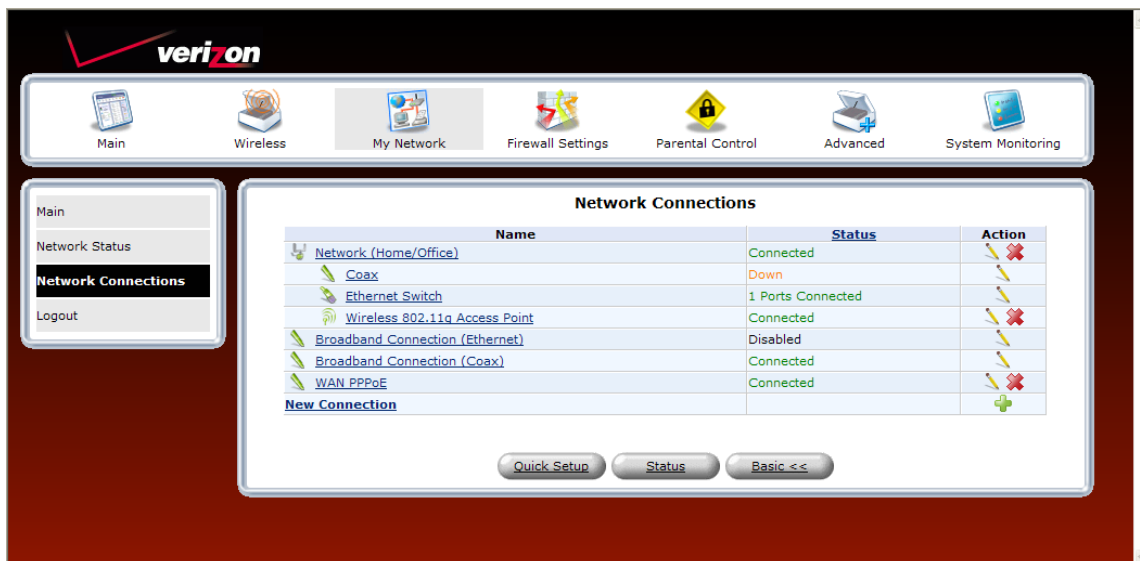 verizon
Main Wireless My Network Firewall Settings Parental Control Advanced System Monitoring
Main
Network Status
Network Connections
Logout
Network Connections
Name Status Action
Network (Home/Office) Connected
Coax Down
Ethernet Switch 1 Ports Connected
Wireless 802.11g Access Point Connected
Broadband Connection (Ethernet) Disabled
Broadband Connection (Coax) Connected
WAN PPPoE Connected
New Connection
Quick Setup Status Basic <<